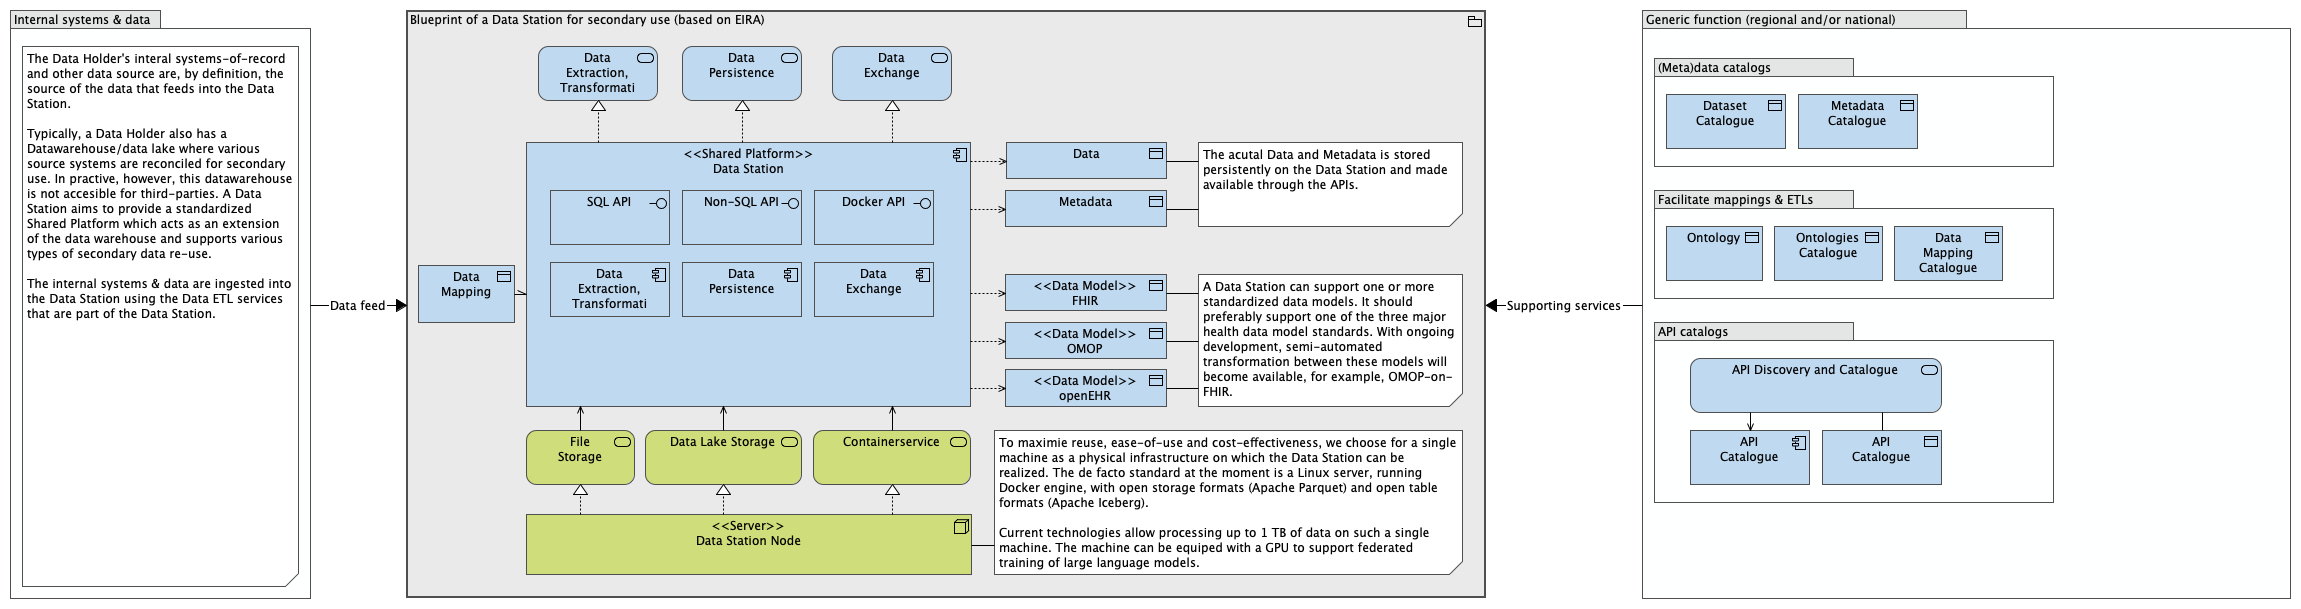 Internal systems & data
The Data Holder's interal systems-of-record
and other data source are, by definition, the
source of the data that feeds into the Data
Station.
Typically, a Data Holder also has a
Datawarehouse/data lake where various
source systems are reconciled for secondary
use. In practive, however, this datawarehouse
is not accesible for third-parties. A Data
Station aims to provide a standardized
Shared Platform which acts as an extension
of the data warehouse and supports various
types of secondary data re-use.
The internal systems & data are ingested into
the Data Station using the Data ETL services
that are part of the Data Station.
Data feed
Blueprint of a Data Station for secondary use (based on EIRA)
Data
Extraction,
Transformati
Data
Persistence
Data
Exchange
<<Shared Platform>>
Data Station
SQL API
Non-SQL API
Docker API
Data
Extraction,
Transformati
Data
Persistence
Data
Exchange
Data
Mapping
Data
Metadata
The acutal Data and Metadata is stored
persistently on the Data Station and made
available through the APIs.
<<Data Model>>
FHIR
<<Data Model>>
OMOP
<<Data Model>>
openEHR
A Data Station can support one or more
standardized data models. It should
preferably support one of the three major
health data model standards. With ongoing
development, semi-automated
transformation between these models will
become available, for example, OMOP-on-
FHIR.
File
Storage
Data Lake Storage
Containerservice
<<Server>>
Data Station Node
To maximie reuse, ease-of-use and cost-effectiveness, we choose for a single
machine as a physical infrastructure on which the Data Station can be
realized. The de facto standard at the moment is a Linux server, running
Docker engine, with open storage formats (Apache Parquet) and open table
formats (Apache Iceberg).
Current technologies allow processing up to 1 TB of data on such a single
machine. The machine can be equiped with a GPU to support federated
training of large language models.
Supporting services
Generic function (regional and/or national)
(Meta)data catalogs
Dataset
Catalogue
Metadata
Catalogue
Facilitate mappings & ETLs
Ontology
Ontologies
Catalogue
Data
Mapping
Catalogue
API catalogs
API Discovery and Catalogue
API
Catalogue
API
Catalogue